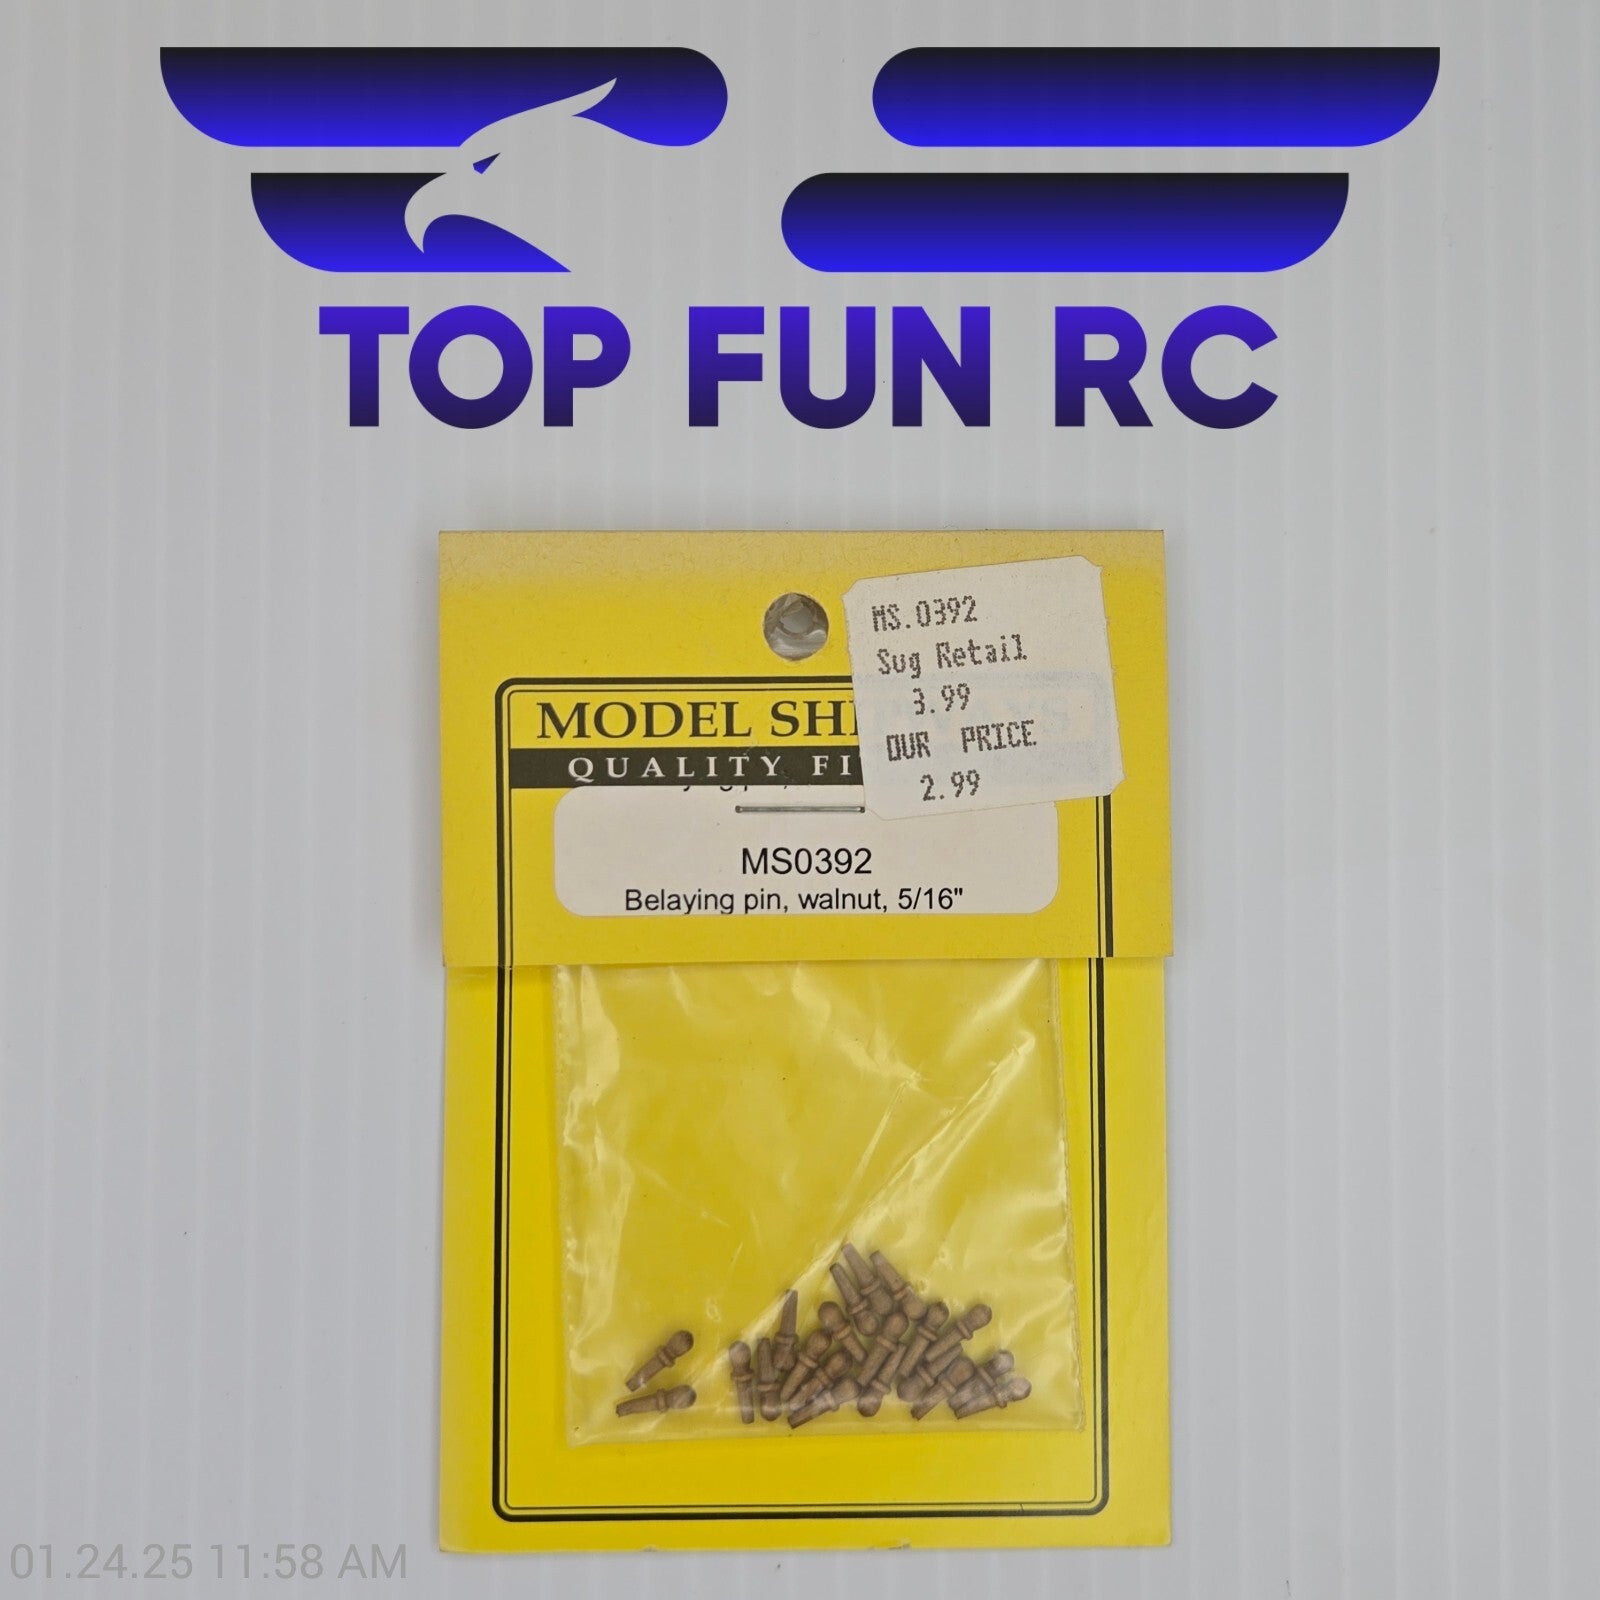 TOP FUN RC
MS.0392
Sug Retail
3.99
OUR PRICE
2.99
MODEL SHI
QUALITY FI
MS0392
Belaying pin, walnut, 5/16"
01.24.25 11:58 AM